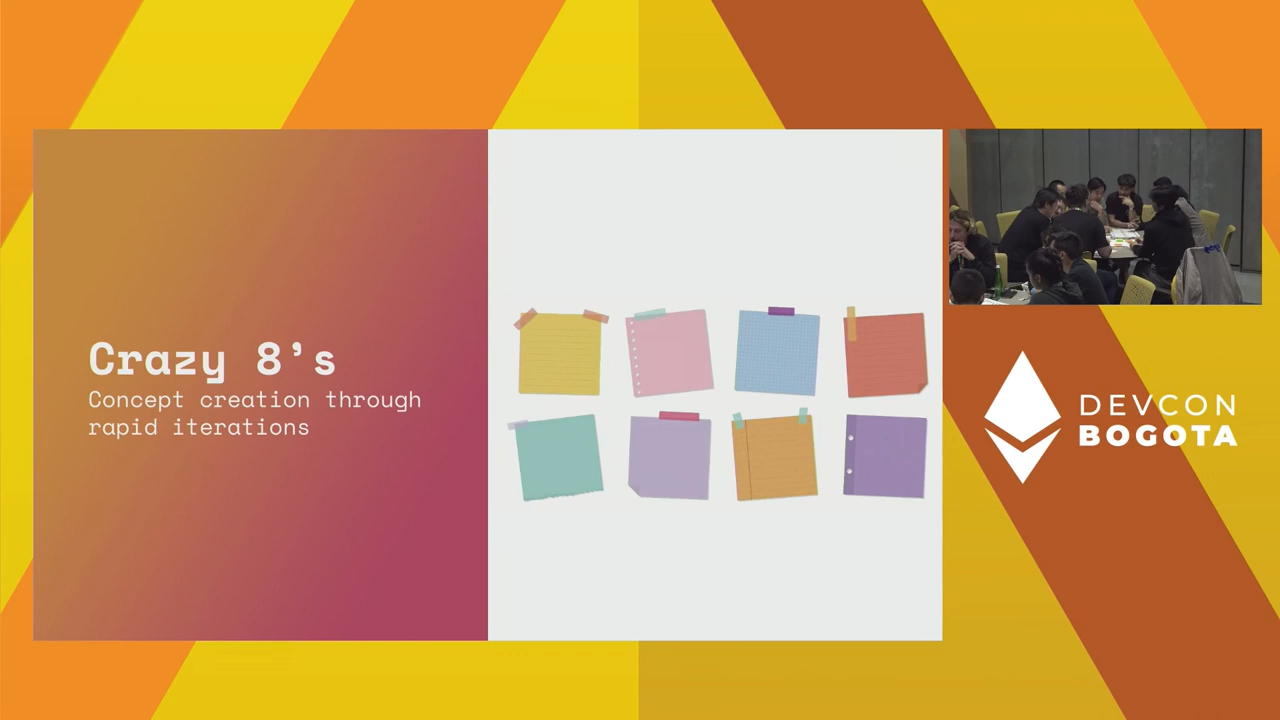 Crazy 8's
Concept creation through
rapid iterations
DEVCON
BOGOTA